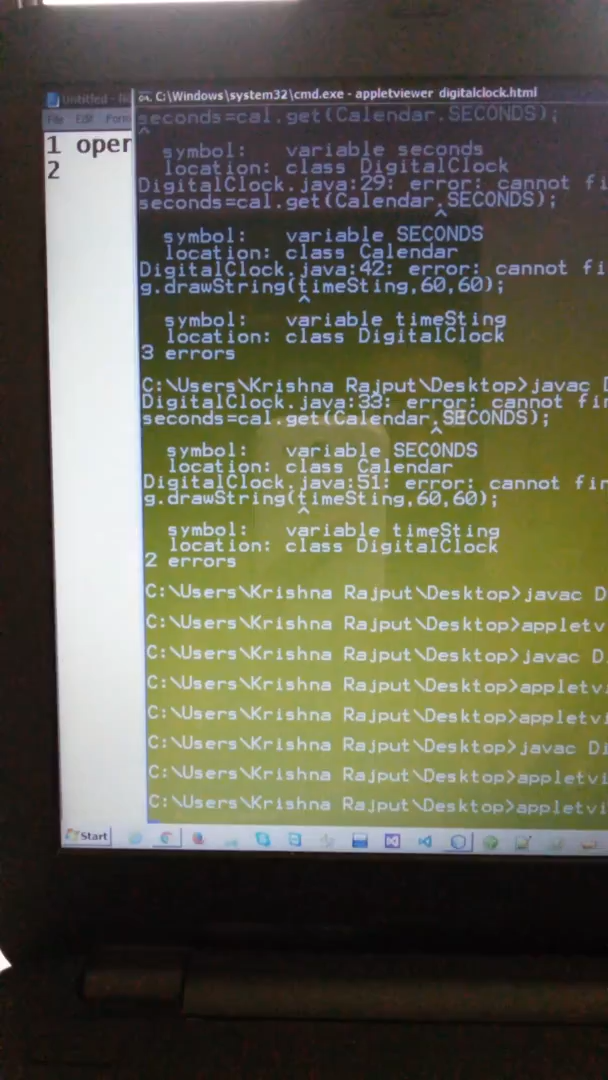 Untitled - No
C:\Windows\system32\cmd.exe - appletviewer digitalclock.html
File Edit Form
1 oper
2
seconds=cal.get(Calendar.SECONDS);
^
symbol: variable seconds
location: class DigitalClock
DigitalClock.java:29: error: cannot fi
seconds=cal.get(Calendar.SECONDS);
^
symbol: variable SECONDS
location: class Calendar
DigitalClock.java:42: error: cannot fi
g.drawString(timeSting,60,60);
^
symbol: variable timeSting
location: class DigitalClock
3 errors
C:\Users\Krishna Rajput\Desktop>javac D
DigitalClock.java:33: error: cannot fin
seconds=cal.get(Calendar.SECONDS);
^
symbol: variable SECONDS
location: class Calendar
DigitalClock.java:51: error: cannot fin
g.drawString(timeSting,60,60);
^
symbol: variable timeSting
location: class DigitalClock
2 errors
C:\Users\Krishna Rajput\Desktop>javac D
C:\Users\Krishna Rajput\Desktop>appletv
C:\Users\Krishna Rajput\Desktop>javac D
C:\Users\Krishna Rajput\Desktop>appletvi
C:\Users\Krishna Rajput\Desktop>appletvi
C:\Users\Krishna Rajput\Desktop>javac Di
C:\Users\Krishna Rajput\Desktop>appletvi
C:\Users\Krishna Rajput\Desktop>appletvi
Start